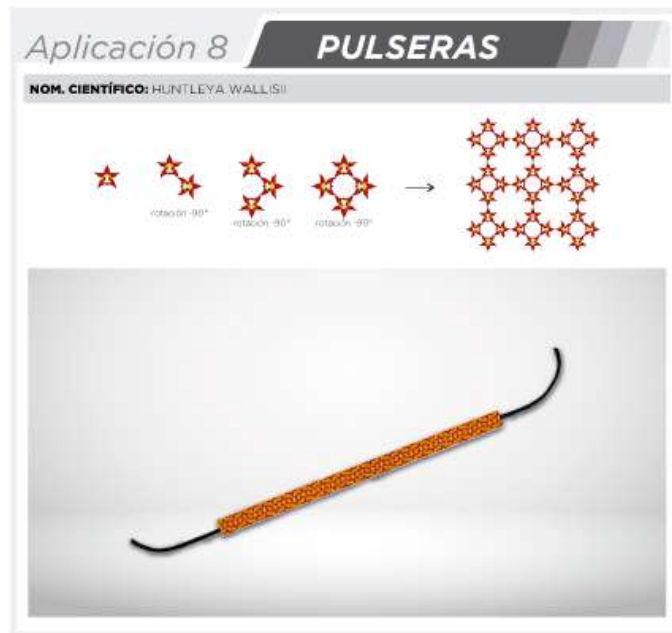 Aplicación 8
PULSERAS
NOM. CIENTÍFICO: HUNTLEYA WALLISII
rotación -90°
rotación -90°
rotación -90°